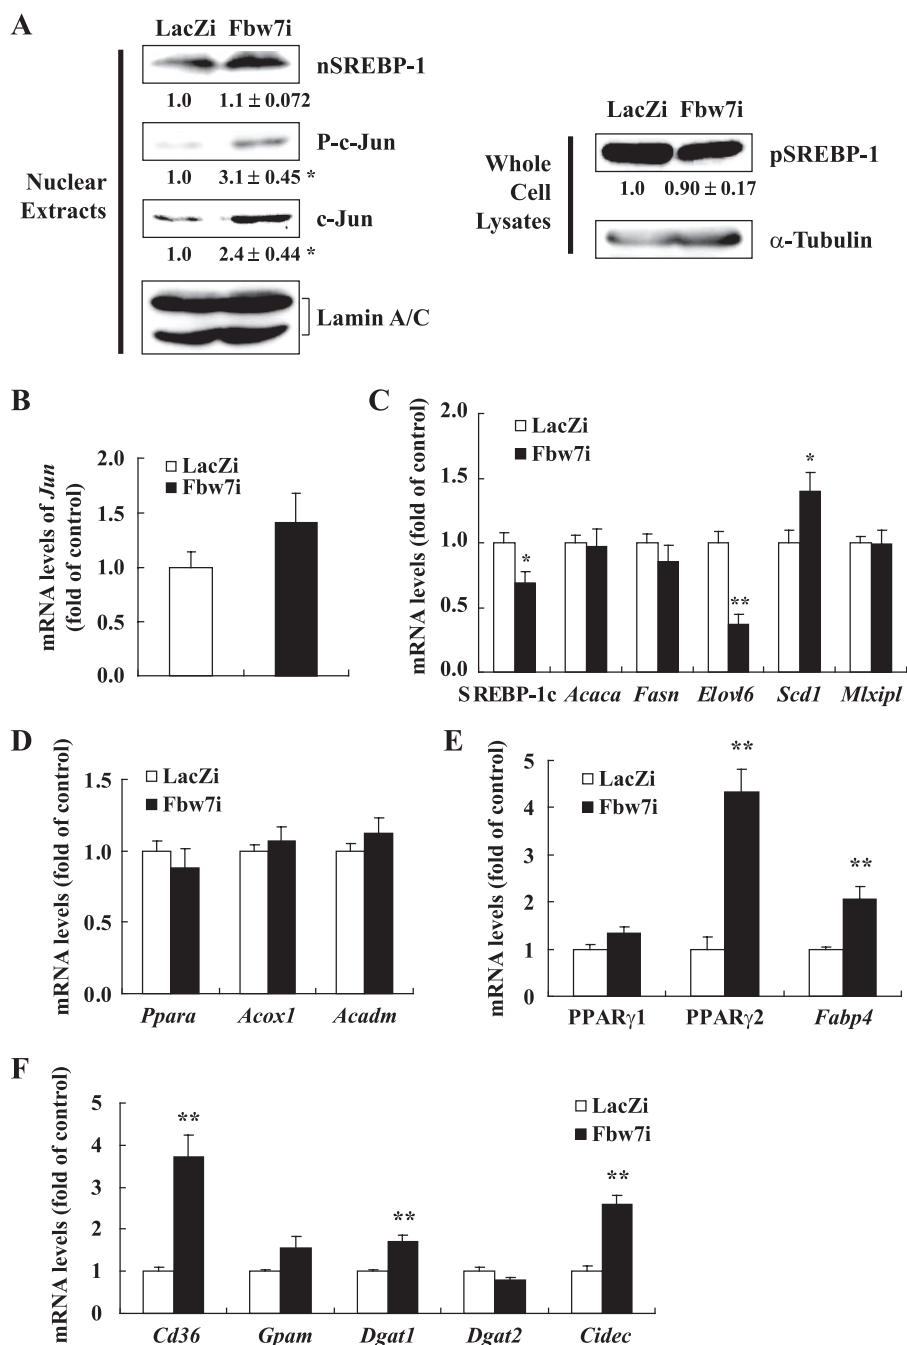 A
LacZi Fbw7i
nSREBP-1
1.0 1.1 ± 0.072
P-c-Jun
1.0 3.1 ± 0.45 *
c-Jun
1.0 2.4 ± 0.44 *
Lamin A/C
Nuclear
Extracts
LacZi Fbw7i
pSREBP-1
1.0 0.90 ± 0.17
α-Tubulin
Whole
Cell
Lysates
B
mRNA levels of Jun
(fold of control)
2.0
1.5
1.0
0.5
0.0
LacZi
Fbw7i
C
mRNA levels (fold of control)
2.0
1.5
1.0
0.5
0.0
LacZi
Fbw7i
* ** *
SREBP-1c Acaca Fasn Elovl6 Scd1 Mlxipl
D
mRNA levels (fold of control)
1.5
1.0
0.5
0.0
LacZi
Fbw7i
Ppara Acox1 Acadm
E
mRNA levels (fold of control)
5
4
5
2
1
0
LacZi
Fbw7i
** **
PPARγ1 PPARγ2 Fabp4
F
mRNA levels (fold of control)
5
4
3
2
1
0
LacZi
Fbw7i
** ** **
Cd36 Gpam Dgat1 Dgat2 Cidec